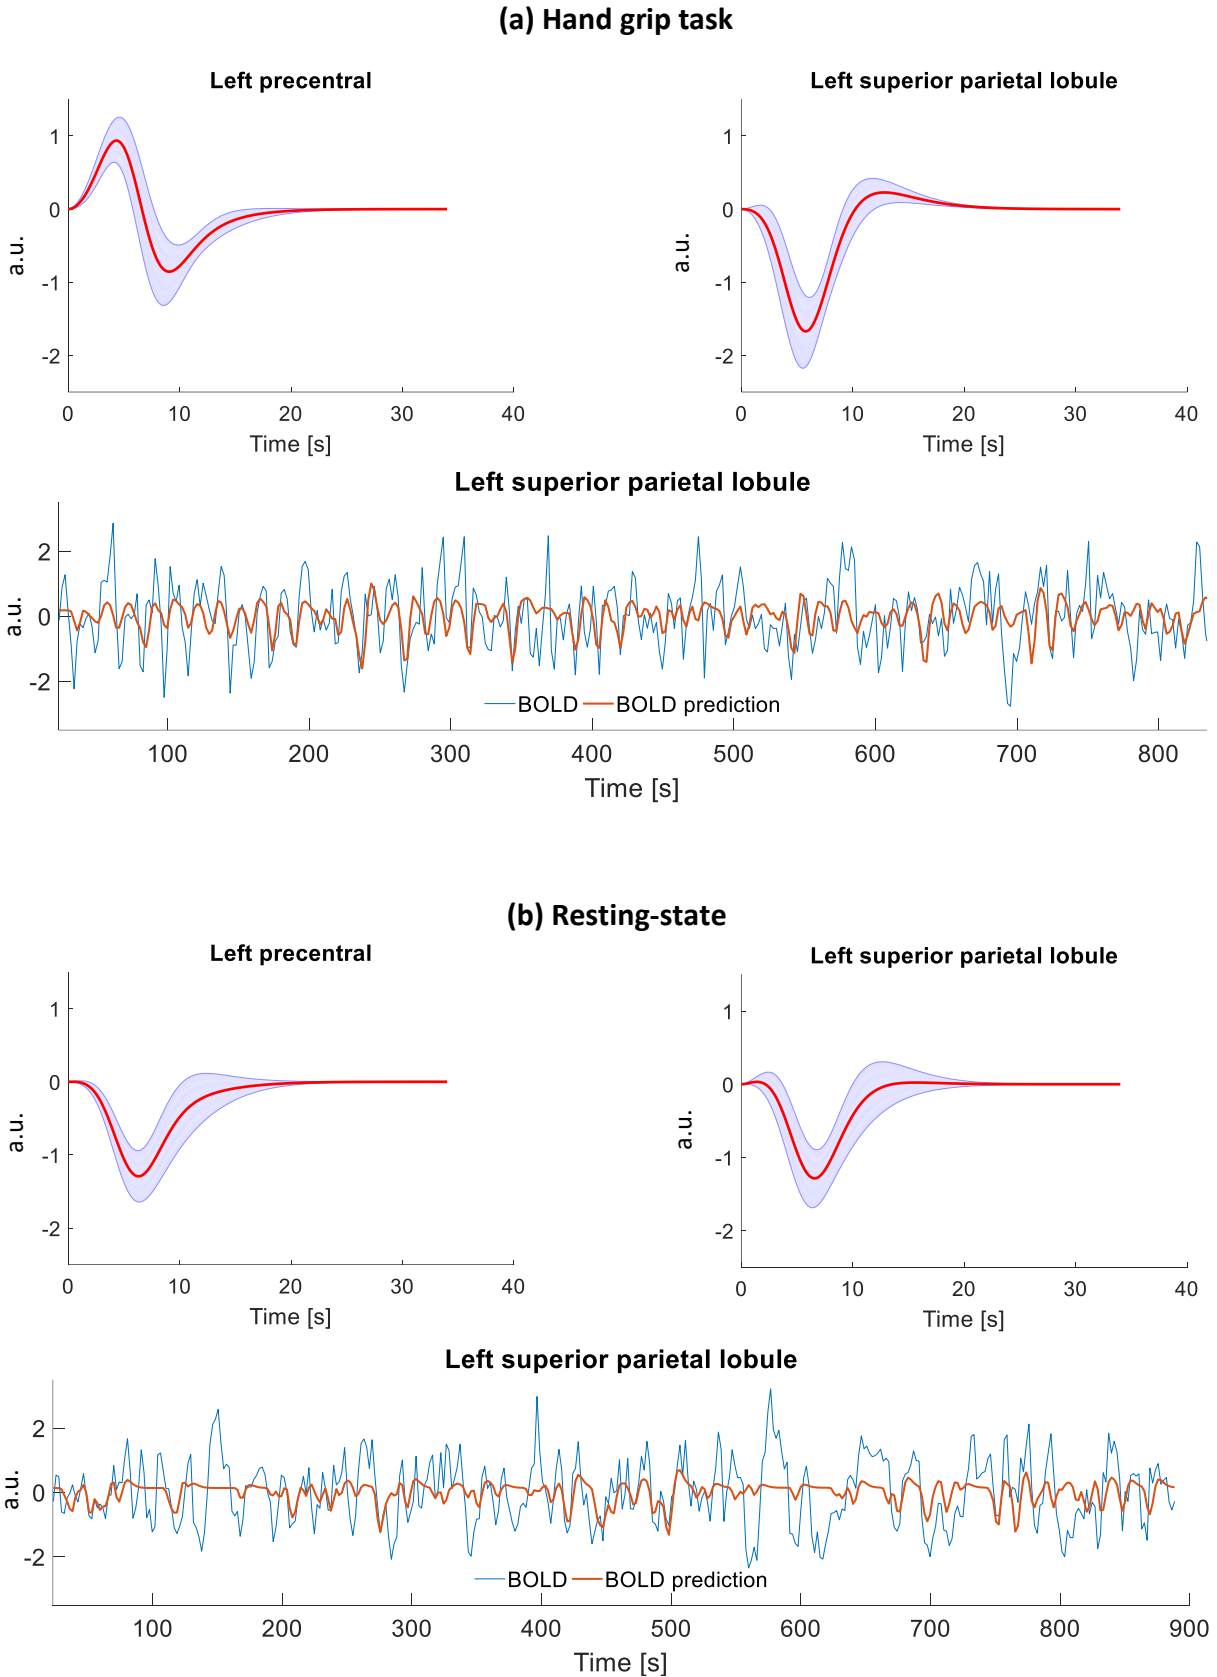 (a) Hand grip task
Left precentral
1
0
-1
-2
a.u.
0 10 20 30 40
Time [s]
Left superior parietal lobule
1
0
-1
-2
a.u.
0 10 20 30 40
Time [s]
Left superior parietal lobule
2
0
-2
a.u.
BOLD BOLD prediction
100 200 300 400 500 600 700 800
Time [s]
(b) Resting-state
Left precentral
1
0
-1
-2
a.u.
0 10 20 30 40
Time [s]
Left superior parietal lobule
1
0
-1
-2
a.u.
0 10 20 30 40
Time [s]
Left superior parietal lobule
2
0
-2
a.u.
BOLD BOLD prediction
100 200 300 400 500 600 700 800 900
Time [s]